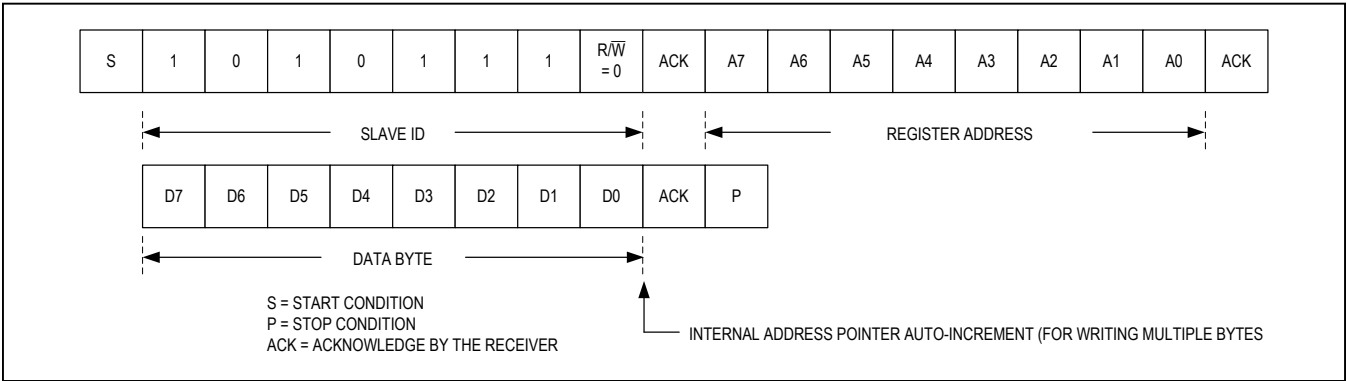 S 1 0 1 0 1 1 1 R/W̅ = 0 ACK A7 A6 A5 A4 A3 A2 A1 A0 ACK
SLAVE ID REGISTER ADDRESS
D7 D6 D5 D4 D3 D2 D1 D0 ACK P
DATA BYTE
S = START CONDITION
P = STOP CONDITION
ACK = ACKNOWLEDGE BY THE RECEIVER
INTERNAL ADDRESS POINTER AUTO-INCREMENT (FOR WRITING MULTIPLE BYTES